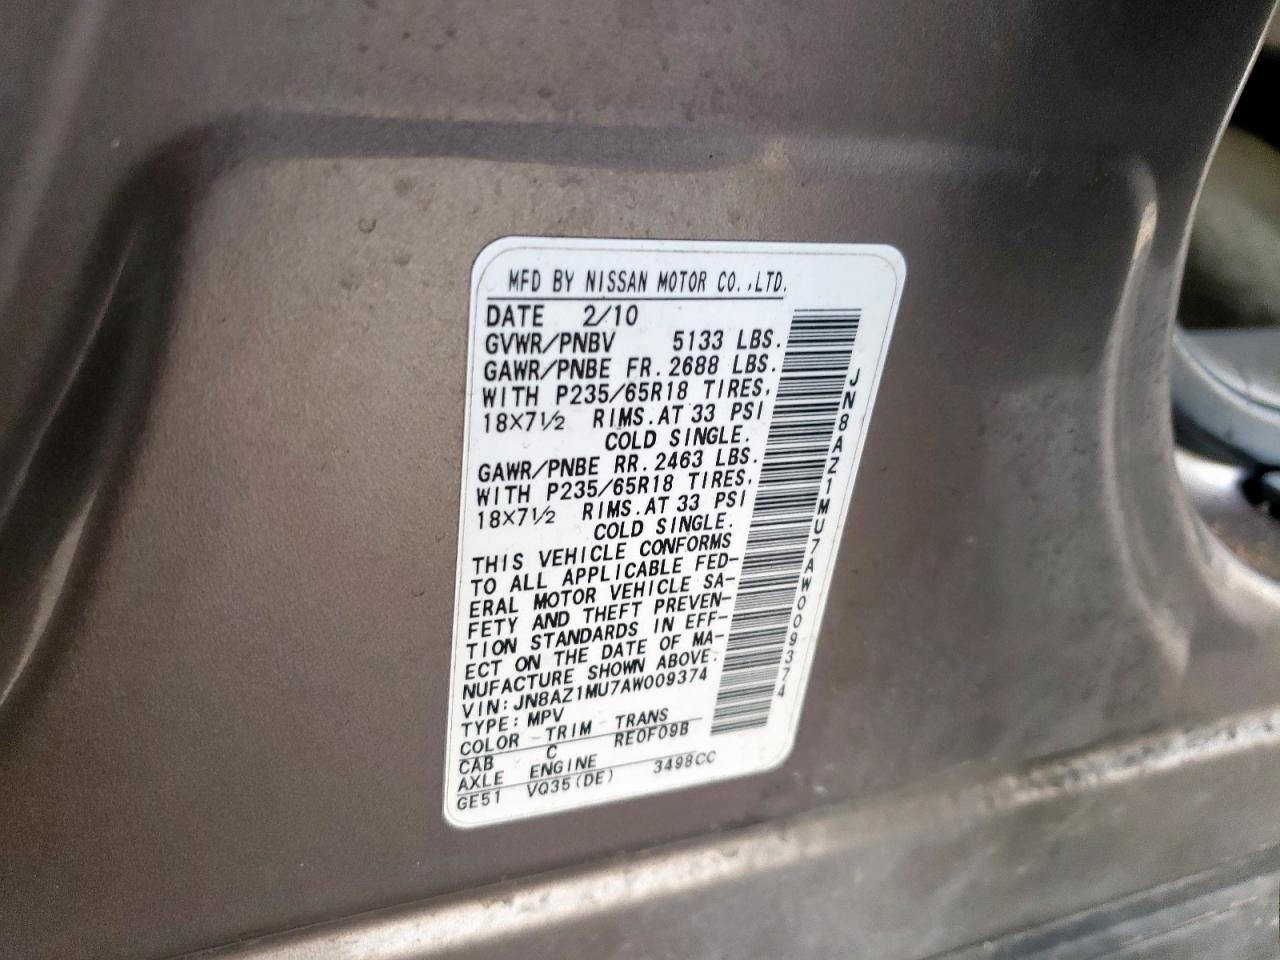 MFD BY NISSAN MOTOR CO.,LTD.
DATE 2/10
GVWR/PNBV 5133 LBS.
GAWR/PNBE FR. 2688 LBS.
WITH P235/65R18 TIRES,
18X7½ RIMS.AT 33 PSI
COLD SINGLE.
GAWR/PNBE RR. 2463 LBS.
WITH P235/65R18 TIRES,
18X7½ RIMS.AT 33 PSI
COLD SINGLE.
THIS VEHICLE CONFORMS
TO ALL APPLICABLE FED-
ERAL MOTOR VEHICLE SA-
FETY AND THEFT PREVEN-
TION STANDARDS IN EFF-
ECT ON THE DATE OF MA-
NUFACTURE SHOWN ABOVE.
VIN:JN8AZ1MU7AW009374
TYPE:MPV
COLOR TRIM TRANS
CAB C RE0F09B
AXLE ENGINE
GE51 VQ35(DE) 3498CC
JN8AZ1MU7AW009374